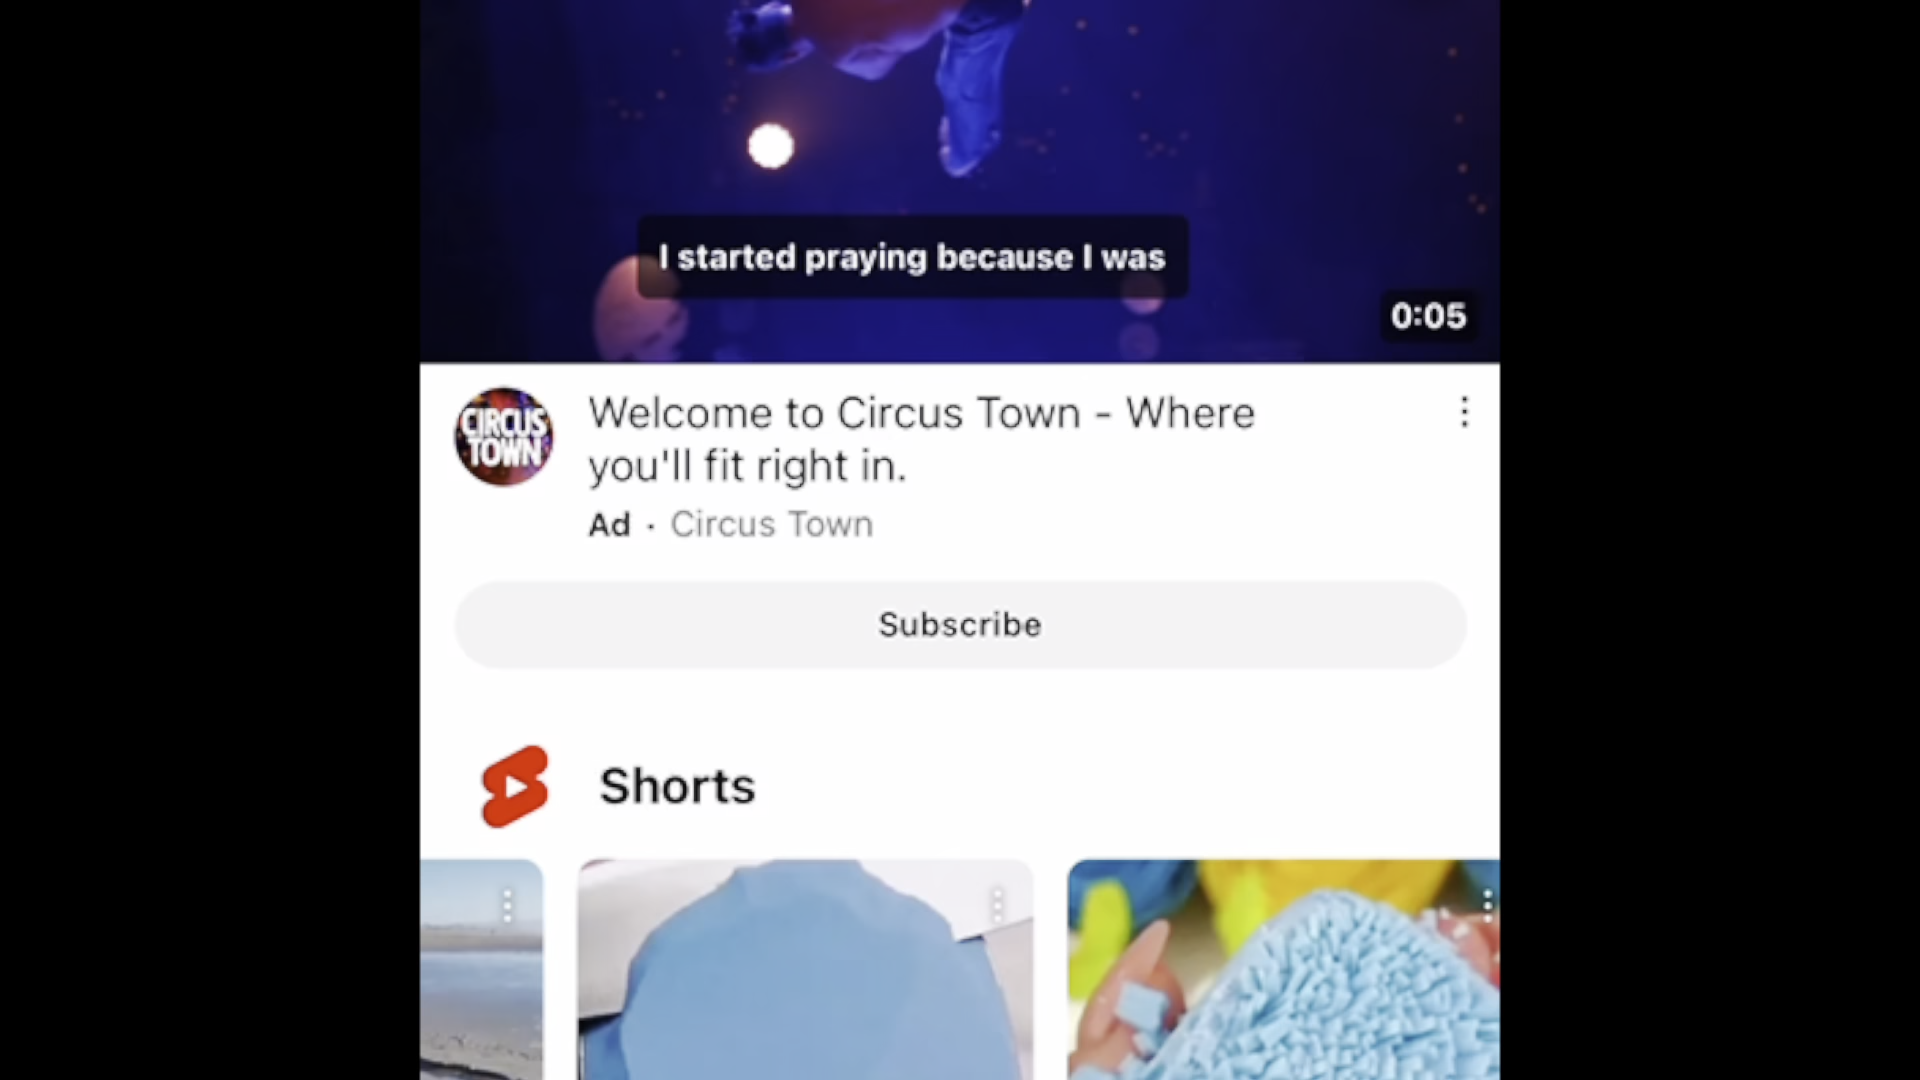 I started praying because I was
0:05
CIRCUS
TOWN
Welcome to Circus Town - Where
you'll fit right in.
Ad · Circus Town
Subscribe
Shorts